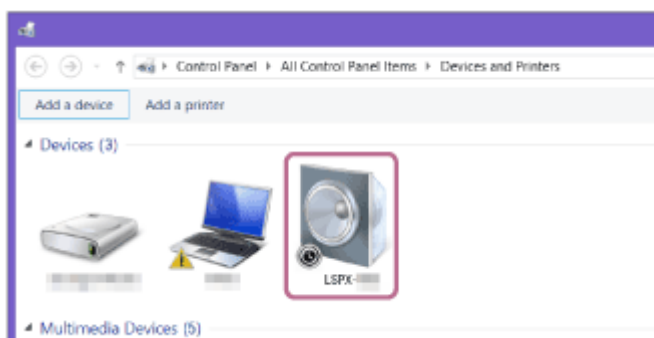 Control Panel ▸ All Control Panel Items ▸ Devices and Printers
Add a device Add a printer
Devices (3)
LSPX-
Multimedia Devices (5)